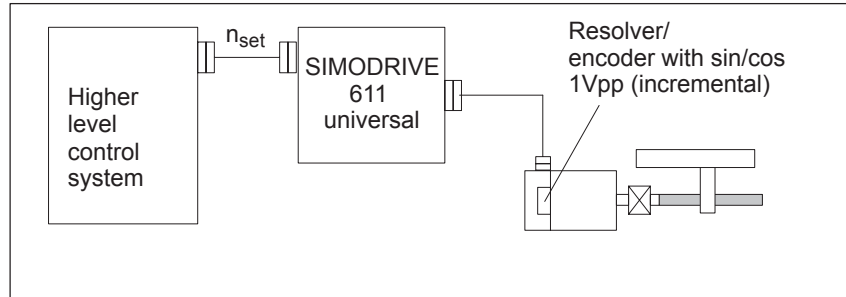 Higher
level
control
system
n_set
SIMODRIVE
611
universal
Resolver/
encoder with sin/cos
1Vpp (incremental)